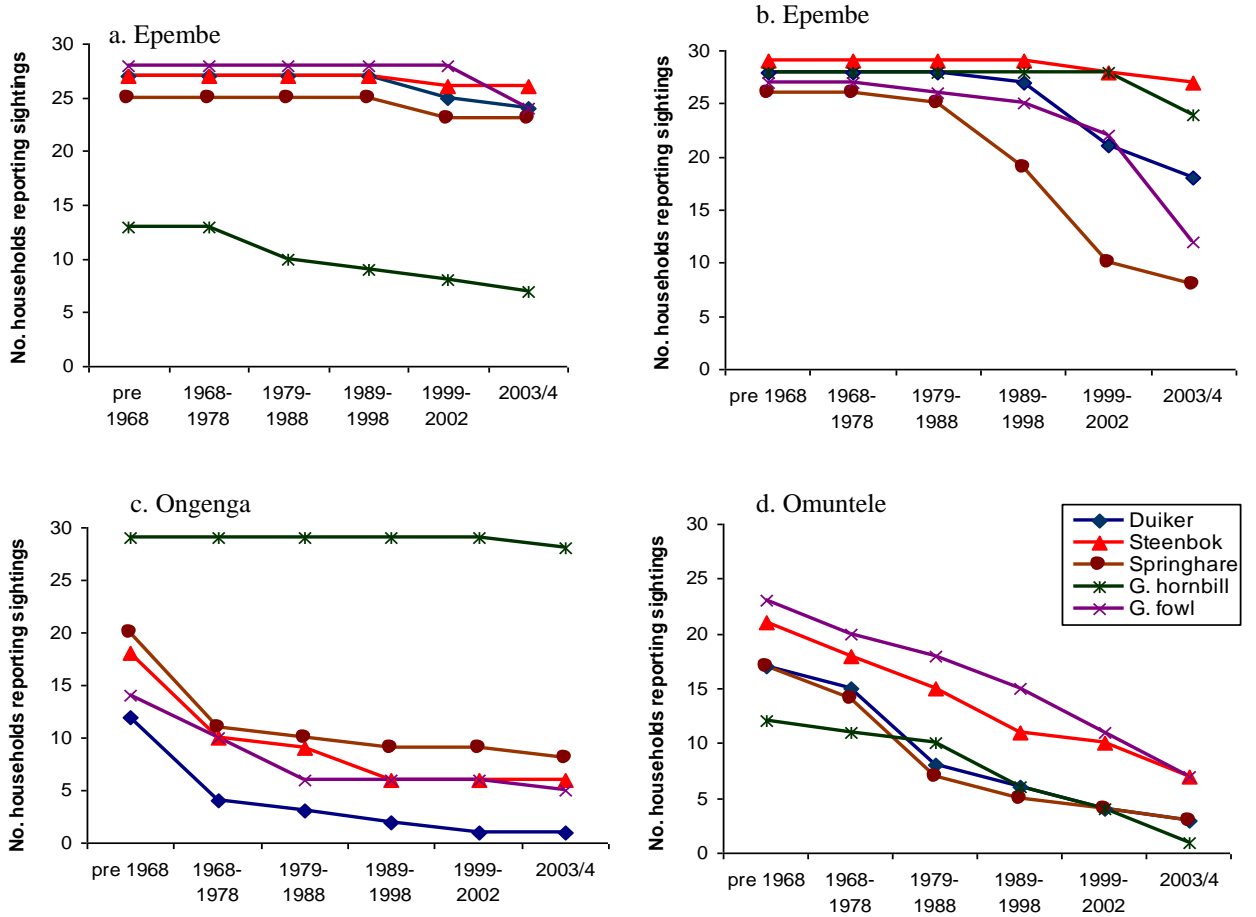 a. Epembe
No. households reporting sightings
30
25
20
15
10
5
0
pre 1968
1968-1978
1979-1988
1989-1998
1999-2002
2003/4
b. Epembe
No. households reporting sightings
30
25
20
15
10
5
0
pre 1968
1968-1978
1979-1988
1989-1998
1999-2002
2003/4
c. Ongenga
No. households reporting sightings
30
25
20
15
10
5
0
pre 1968
1968-1978
1979-1988
1989-1998
1999-2002
2003/4
d. Omuntele
No. households reporting sightings
30
25
20
15
10
5
0
pre 1968
1968-1978
1979-1988
1989-1998
1999-2002
2003/4
Duiker
Steenbok
Springhare
G. hornbill
G. fowl